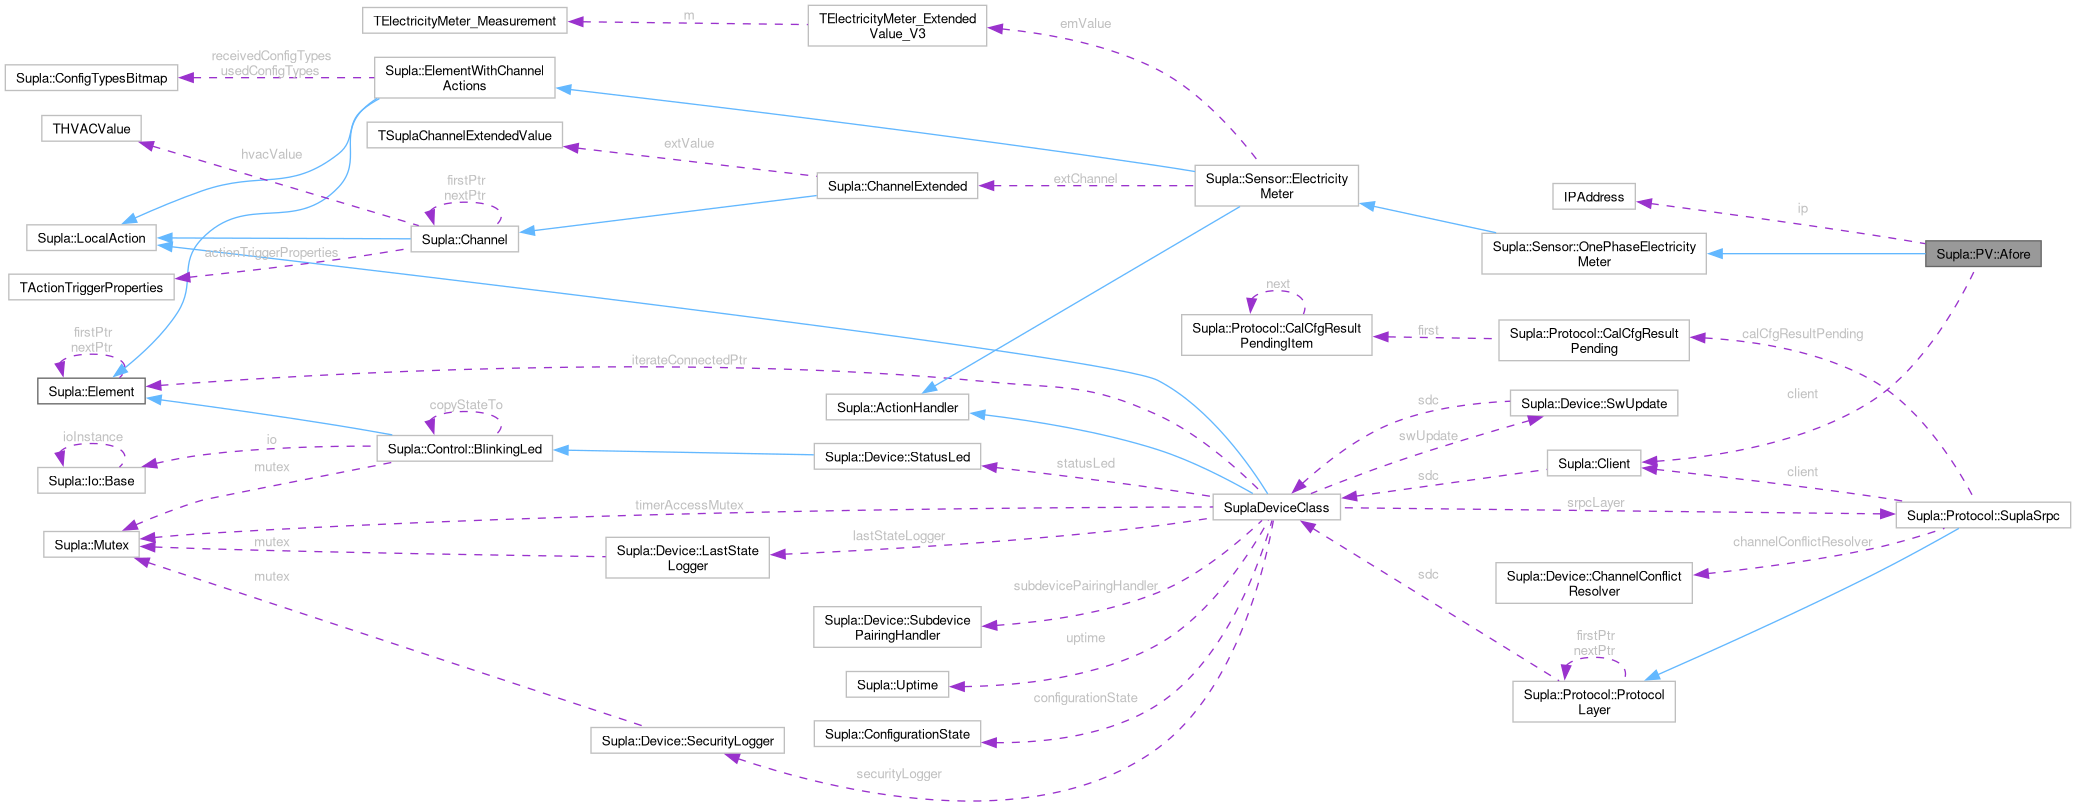 TElectricityMeter_Measurement
m
TElectricityMeter_Extended
Value_V3
emValue
receivedConfigTypes
usedConfigTypes
Supla::ConfigTypesBitmap
Supla::ElementWithChannel
Actions
THVACValue
hvacValue
TSuplaChannelExtendedValue
extValue
Supla::ChannelExtended
extChannel
Supla::Sensor::Electricity
Meter
firstPtr
nextPtr
Supla::LocalAction
Supla::Channel
actionTriggerProperties
TActionTriggerProperties
IPAddress
ip
Supla::Sensor::OnePhaseElectricity
Meter
Supla::PV::Afore
next
Supla::Protocol::CalCfgResult
PendingItem
first
Supla::Protocol::CalCfgResult
Pending
calCfgResultPending
firstPtr
nextPtr
Supla::Element
iterateConnectedPtr
Supla::ActionHandler
sdc
Supla::Device::SwUpdate
swUpdate
client
copyStateTo
Supla::Control::BlinkingLed
ioInstance
io
mutex
Supla::Io::Base
Supla::Device::StatusLed
statusLed
sdc
Supla::Client
client
SuplaDeviceClass
srpcLayer
Supla::Protocol::SuplaSrpc
timerAccessMutex
Supla::Mutex
mutex
Supla::Device::LastState
Logger
lastStateLogger
mutex
channelConflictResolver
Supla::Device::ChannelConflict
Resolver
sdc
subdevicePairingHandler
Supla::Device::Subdevice
PairingHandler
uptime
Supla::Uptime
configurationState
Supla::ConfigurationState
firstPtr
nextPtr
Supla::Protocol::Protocol
Layer
Supla::Device::SecurityLogger
securityLogger